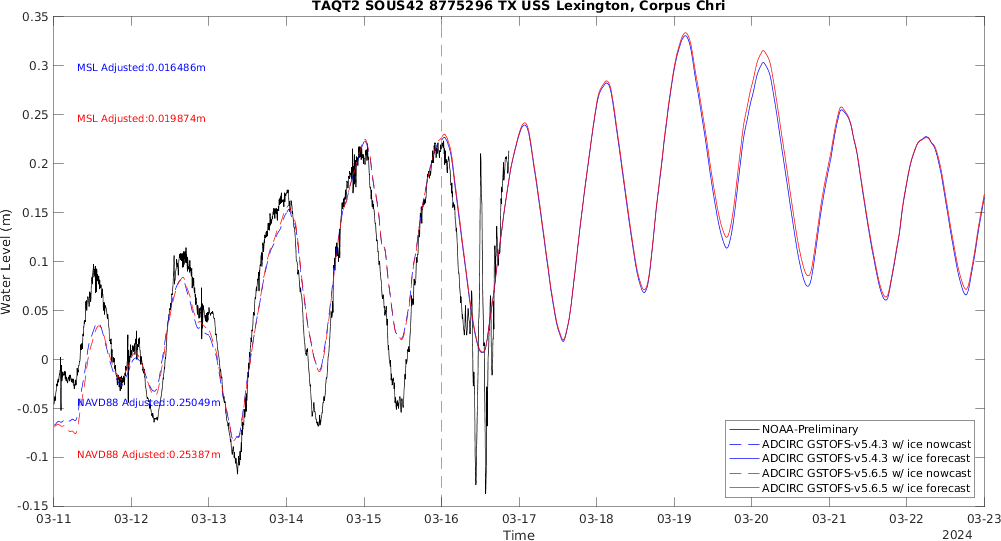 TAQT2 SOUS42 8775296 TX USS Lexington, Corpus Chri
0.35
0.3
0.25
0.2
0.15
0.1
0.05
0
-0.05
-0.1
-0.15
Water Level (m)
MSL Adjusted:0.016486m
MSL Adjusted:0.019874m
NAVD88 Adjusted:0.25049m
NAVD88 Adjusted:0.25387m
NOAA-Preliminary
ADCIRC GSTOFS-v5.4.3 w/ ice nowcast
ADCIRC GSTOFS-v5.4.3 w/ ice forecast
ADCIRC GSTOFS-v5.6.5 w/ ice nowcast
ADCIRC GSTOFS-v5.6.5 w/ ice forecast
03-11 03-12 03-13 03-14 03-15 03-16 03-17 03-18 03-19 03-20 03-21 03-22 03-23
Time
2024